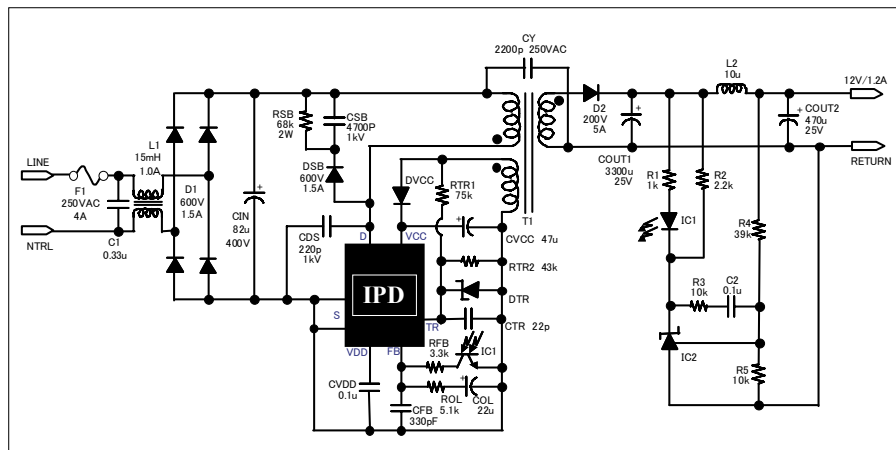 CY
2200p 250VAC
L2
10u
12V/1.2A
RSB
68k
2W
CSB
4700P
1kV
D2
200V
5A
COUT2
470u
25V
L1
15mH
1.0A
DSB
600V
1.5A
COUT1
3300u
25V
RETURN
LINE
F1
250VAC
4A
D1
600V
1.5A
DVCC
RTR1
75k
R1
1k
R2
2.2k
T1
CIN
82u
400V
NTRL
C1
0.33u
CDS
220p
1kV
D
VCC
CVCC 47u
IC1
R4
39k
RTR2 43k
IPD
DTR
R3
10k
C2
0.1u
S
TR
CTR 22p
VDD
FB
RFB
3.3k
IC1
IC2
R5
10k
CVDD
0.1u
ROL
5.1k
COL
22u
CFB
330pF